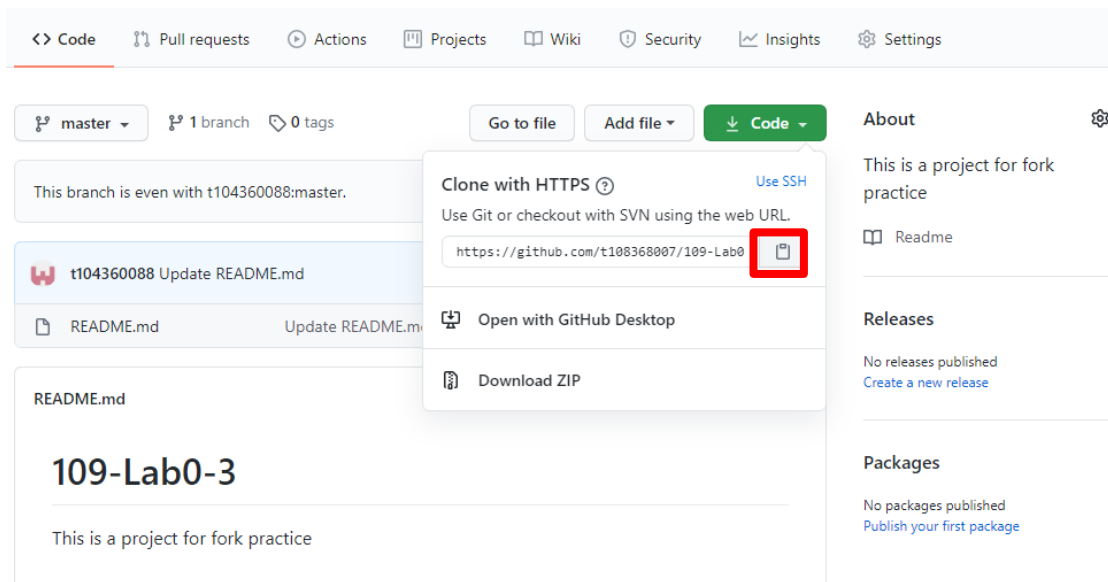 Code Pull requests Actions Projects Wiki Security Insights Settings
master 1 branch 0 tags Go to file Add file Code
This branch is even with t104360088:master.
t104360088 Update README.md
README.md Update README.m
README.md
109-Lab0-3
This is a project for fork practice
Clone with HTTPS Use SSH
Use Git or checkout with SVN using the web URL.
https://github.com/t108368007/109-Lab0
Open with GitHub Desktop
Download ZIP
About
This is a project for fork
practice
Readme
Releases
No releases published
Create a new release
Packages
No packages published
Publish your first package